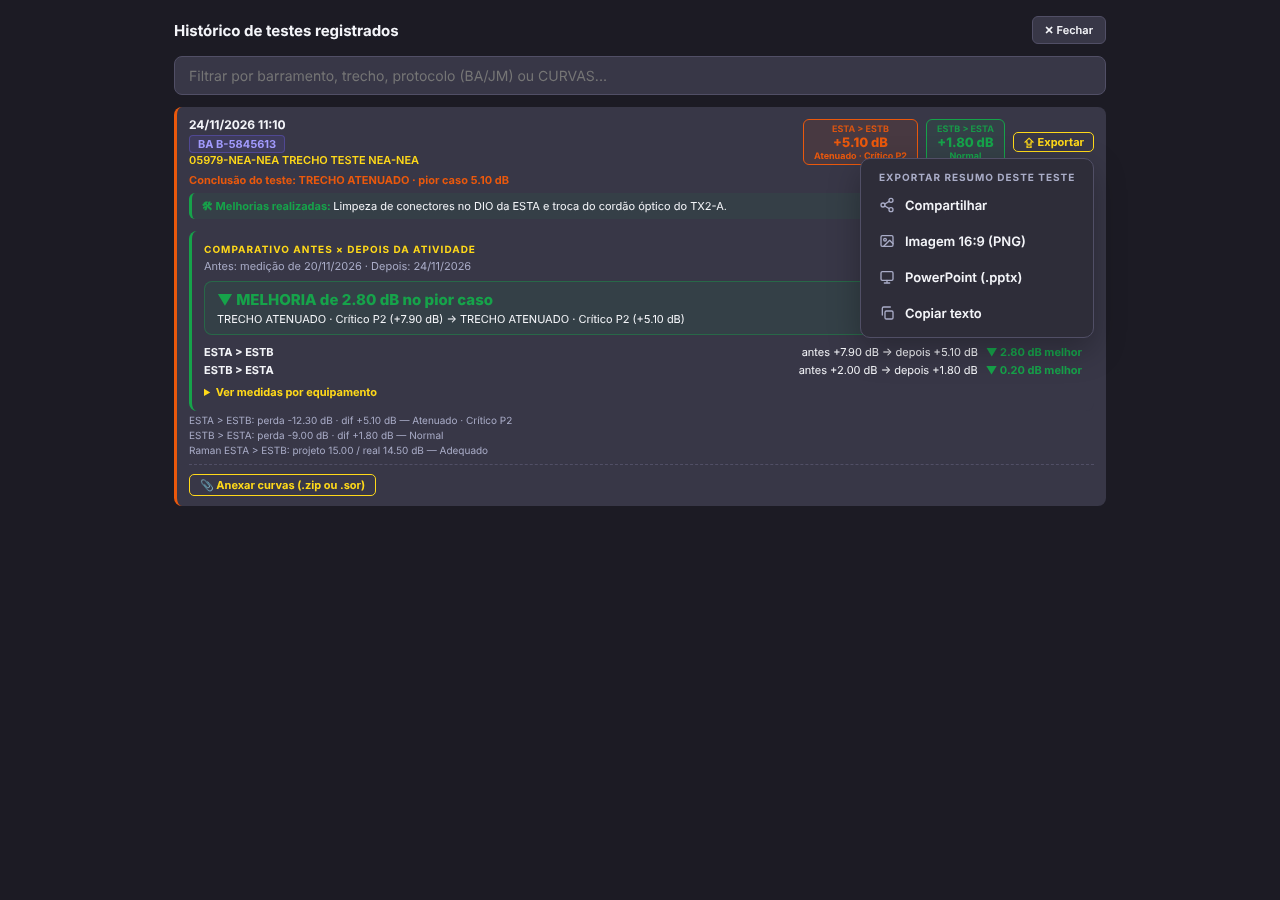 Histórico de testes registrados
✕ Fechar
Filtrar por barramento, trecho, protocolo (BA/JM) ou CURVAS...
24/11/2026 11:10
BA B-5845613
05979-NEA-NEA TRECHO TESTE NEA-NEA
Conclusão do teste: TRECHO ATENUADO · pior caso 5.10 dB
ESTA > ESTB
+5.10 dB
Atenuado · Crítico P2
ESTB > ESTA
+1.80 dB
Normal
⇪ Exportar
🛠 Melhorias realizadas: Limpeza de conectores no DIO da ESTA e troca do cordão óptico do TX2-A.
EXPORTAR RESUMO DESTE TESTE
Compartilhar
Imagem 16:9 (PNG)
PowerPoint (.pptx)
Copiar texto
COMPARATIVO ANTES × DEPOIS DA ATIVIDADE
Antes: medição de 20/11/2026 · Depois: 24/11/2026
▼ MELHORIA de 2.80 dB no pior caso
TRECHO ATENUADO · Crítico P2 (+7.90 dB) → TRECHO ATENUADO · Crítico P2 (+5.10 dB)
ESTA > ESTB antes +7.90 dB → depois +5.10 dB ▼ 2.80 dB melhor
ESTB > ESTA antes +2.00 dB → depois +1.80 dB ▼ 0.20 dB melhor
▶ Ver medidas por equipamento
ESTA > ESTB: perda -12.30 dB · dif +5.10 dB — Atenuado · Crítico P2
ESTB > ESTA: perda -9.00 dB · dif +1.80 dB — Normal
Raman ESTA > ESTB: projeto 15.00 / real 14.50 dB — Adequado
📎 Anexar curvas (.zip ou .sor)